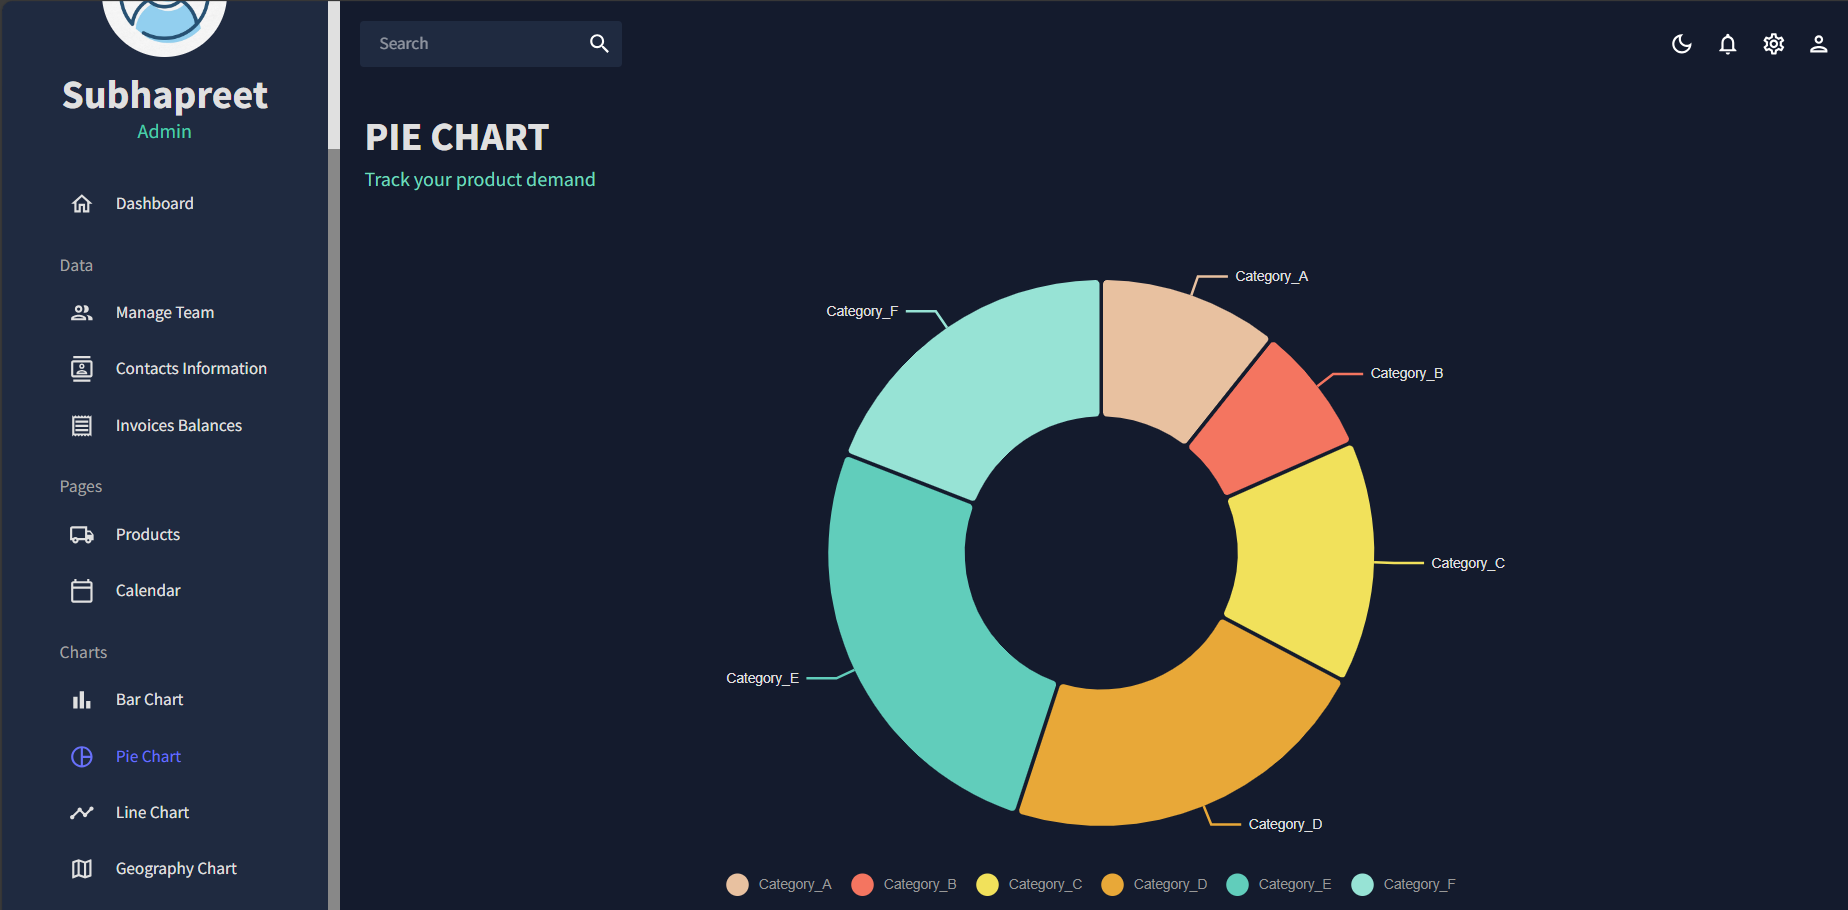 Subhapreet
Admin
Dashboard
Data
Manage Team
Contacts Information
Invoices Balances
Pages
Products
Calendar
Charts
Bar Chart
Pie Chart
Line Chart
Geography Chart
Search
PIE CHART
Track your product demand
Category_A
Category_F
Category_B
Category_C
Category_E
Category_D
Category_A Category_B Category_C Category_D Category_E Category_F